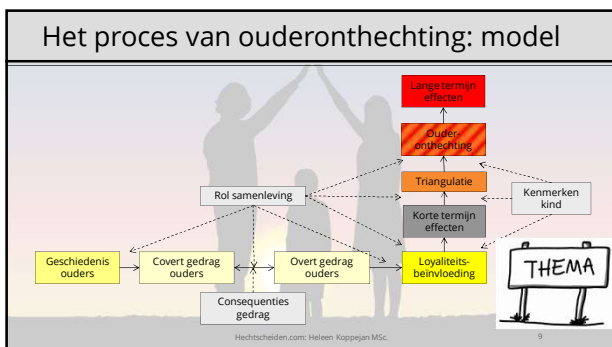 Het proces van ouderonthechting: model
Lange termijn
effecten
Ouder-
onthechting
Triangulatie
Rol samenleving
Kenmerken
kind
Korte termijn
effecten
Geschiedenis
ouders
Covert gedrag
ouders
Overt gedrag
ouders
Loyaliteits-
beïnvloeding
THEMA
Consequenties
gedrag
Hechtscheiden.com: Heleen Koppejan MSc.
9